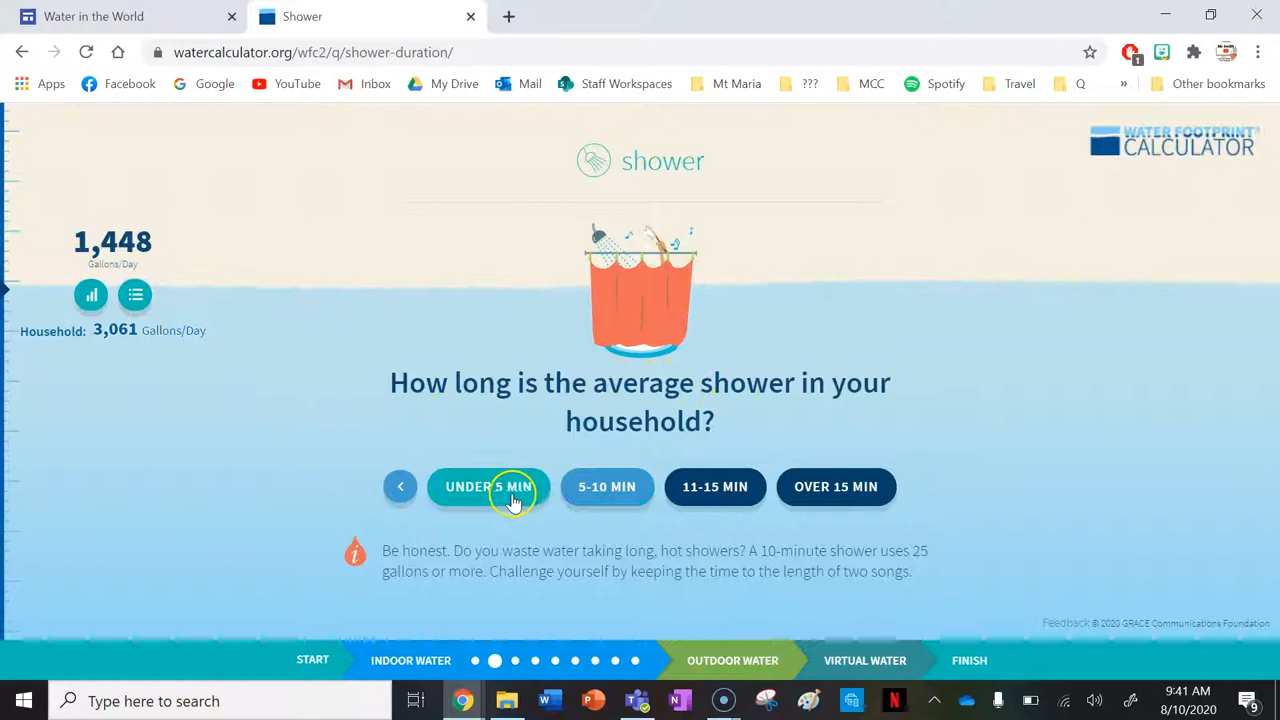 Water in the World
Shower
watercalculator.org/wfc2/q/shower-duration/
1
Apps
Facebook
Google
YouTube
Inbox
My Drive
Mail
Staff Workspaces
Mt Maria
???
MCC
Spotify
Travel
Q
»
Other bookmarks
shower
WATER FOOTPRINT
CALCULATOR
1,448
Gallons/Day
Household: 3,061 Gallons/Day
How long is the average shower in your
household?
<
UNDER 5 MIN
5-10 MIN
11-15 MIN
OVER 15 MIN
i
Be honest. Do you waste water taking long, hot showers? A 10-minute shower uses 25
gallons or more. Challenge yourself by keeping the time to the length of two songs.
Feedback © 2020 GRACE Communications Foundation
START
INDOOR WATER
OUTDOOR WATER
VIRTUAL WATER
FINISH
Type here to search
9:41 AM
8/10/2020
9